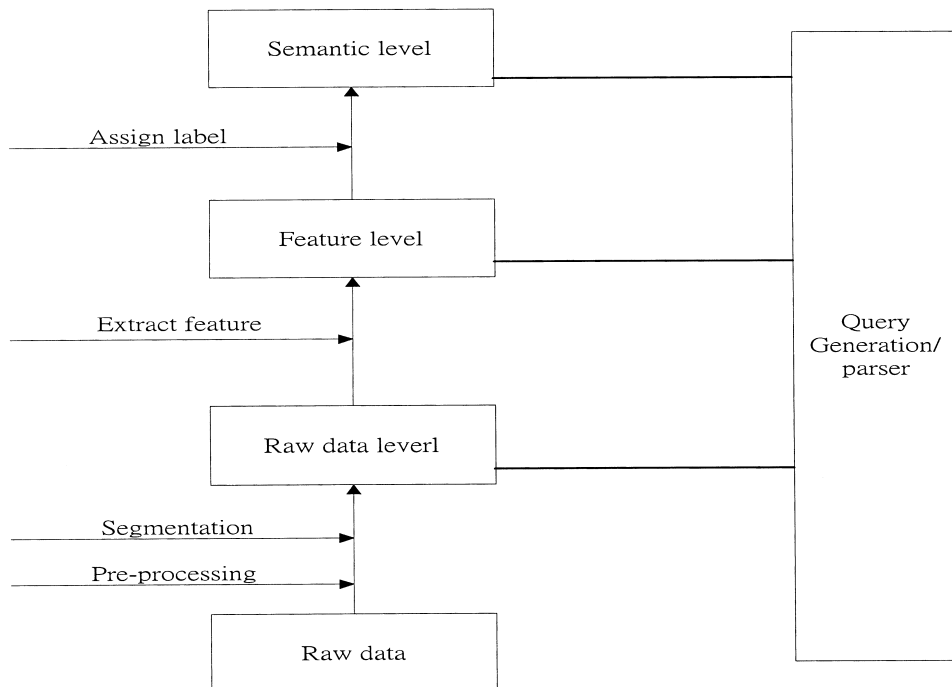 Semantic level
Assign label
Feature level
Extract feature
Query
Generation/
parser
Raw data leverl
Segmentation
Pre-processing
Raw data